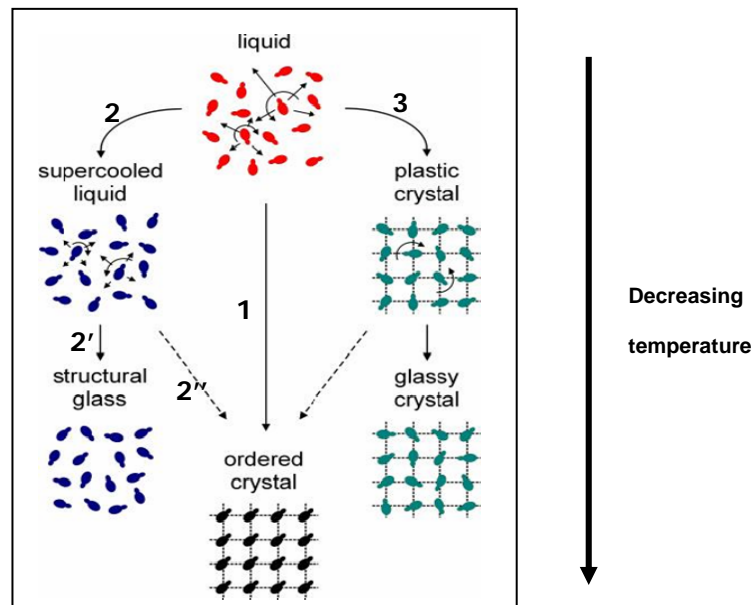 liquid
2
3
supercooled
liquid
plastic
crystal
1
2′
2″
structural
glass
glassy
crystal
ordered
crystal
Decreasing
temperature